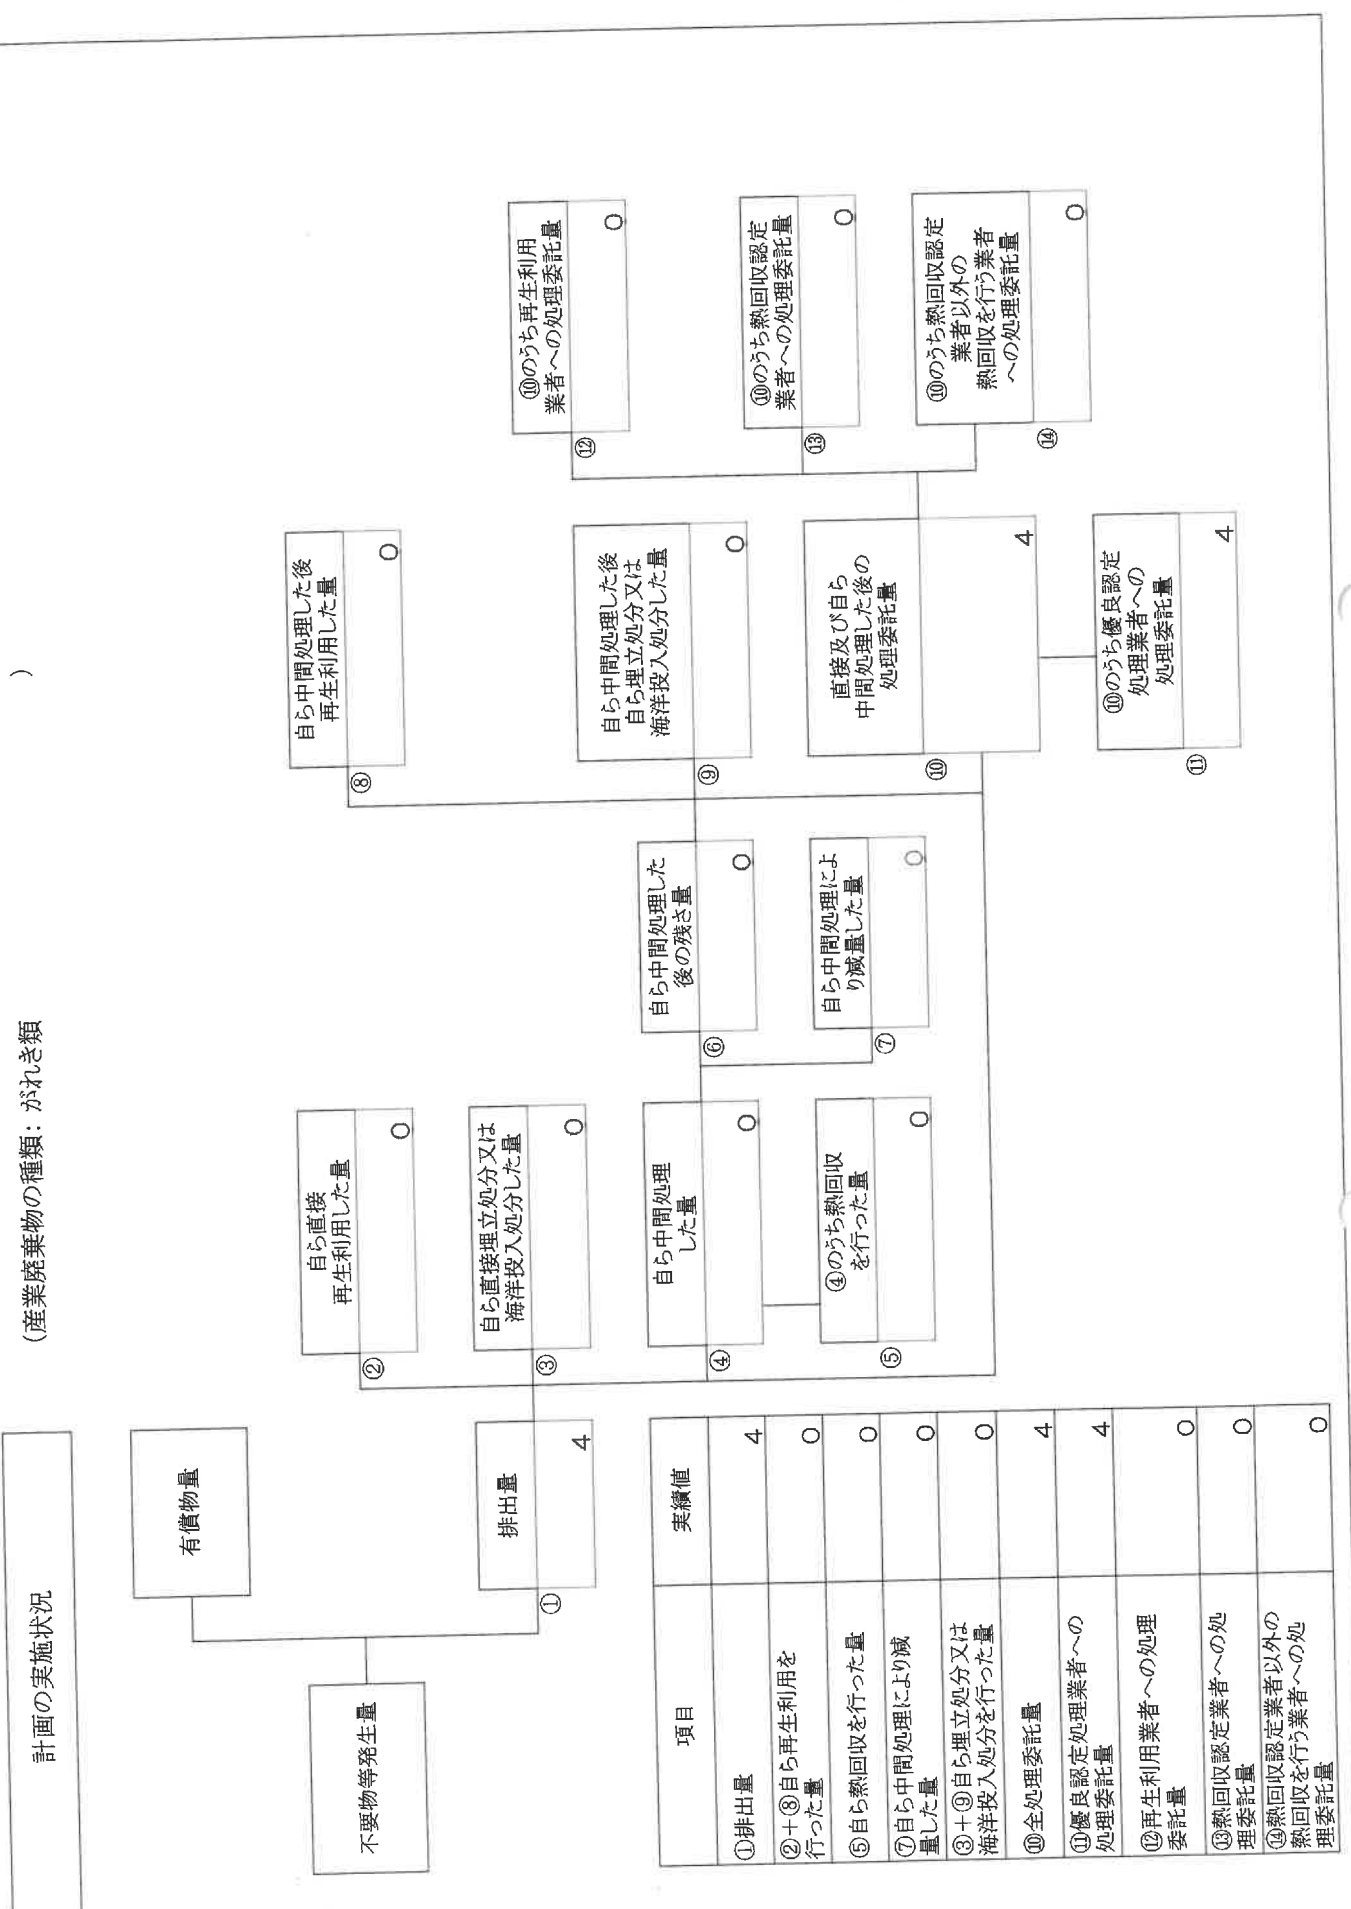 計画の実施状況
(産業廃棄物の種類：がれき類 )
不要物等発生量
有償物量
①
排出量
4
②
自ら直接
再生利用した量
0
③
自ら直接埋立処分又は
海洋投入処分した量
0
④
自ら中間処理
した量
0
⑤
④のうち熱回収
を行った量
0
⑥
自ら中間処理した
後の残さ量
0
⑦
自ら中間処理によ
り減量した量
0
⑧
自ら中間処理した後
再生利用した量
0
⑨
自ら中間処理した後
自ら埋立処分又は
海洋投入処分した量
0
⑩
直接及び自ら
中間処理した後の
処理委託量
4
⑪
⑩のうち優良認定
処理業者への
処理委託量
4
⑫
⑩のうち再生利用
業者への処理委託量
0
⑬
⑩のうち熱回収認定
業者への処理委託量
0
⑭
⑩のうち熱回収認定
業者以外の
熱回収を行う業者
への処理委託量
0
項目 実績値
①排出量 4
②＋⑧自ら再生利用を
行った量 0
⑤自ら熱回収を行った量 0
⑦自ら中間処理により減
量した量 0
③＋⑨自ら埋立処分又は
海洋投入処分を行った量 0
⑩全処理委託量 4
⑪優良認定処理業者への
処理委託量 4
⑫再生利用業者への処理
委託量 0
⑬熱回収認定業者への処
理委託量 0
⑭熱回収認定業者以外の
熱回収を行う業者への処
理委託量 0